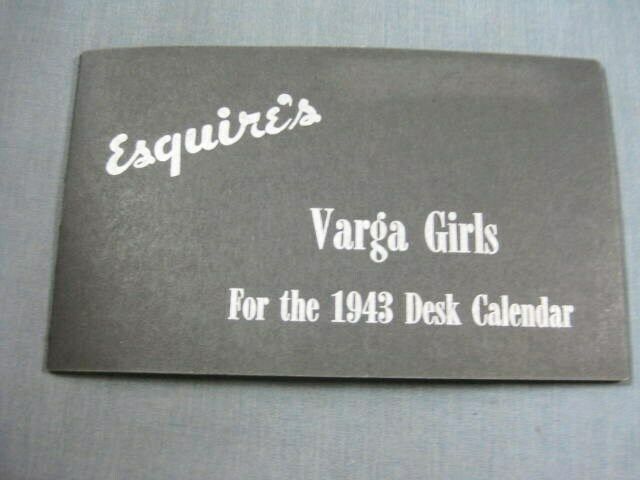 Esquire's
Varga Girls
For the 1943 Desk Calendar